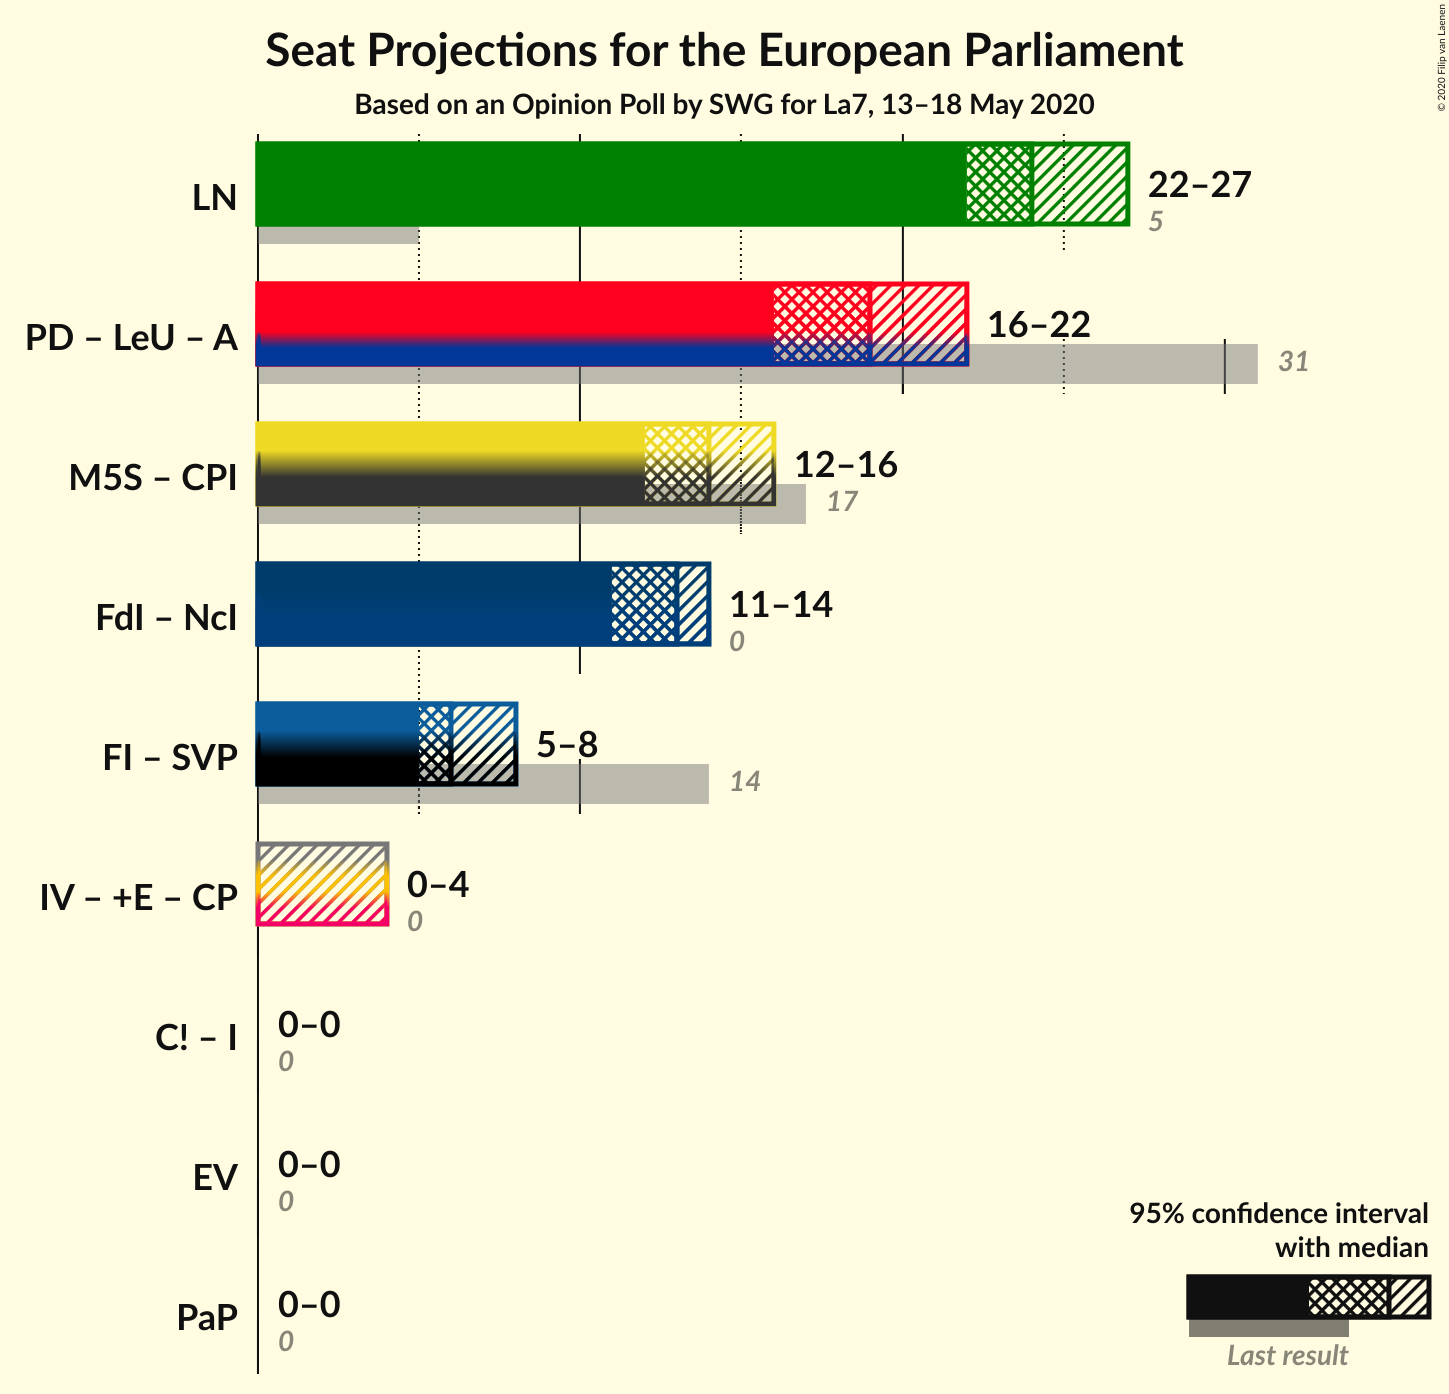 Seat Projections for the European Parliament
Based on an Opinion Poll by SWG for La7, 13–18 May 2020
© 2020 Filip van Laenen
LN
22–27
5
PD – LeU – A
16–22
31
M5S – CPI
12–16
17
FdI – NcI
11–14
0
FI – SVP
5–8
14
IV – +E – CP
0–4
0
C! – I
0–0
0
EV
0–0
0
PaP
0–0
0
95% confidence interval
with median
Last result